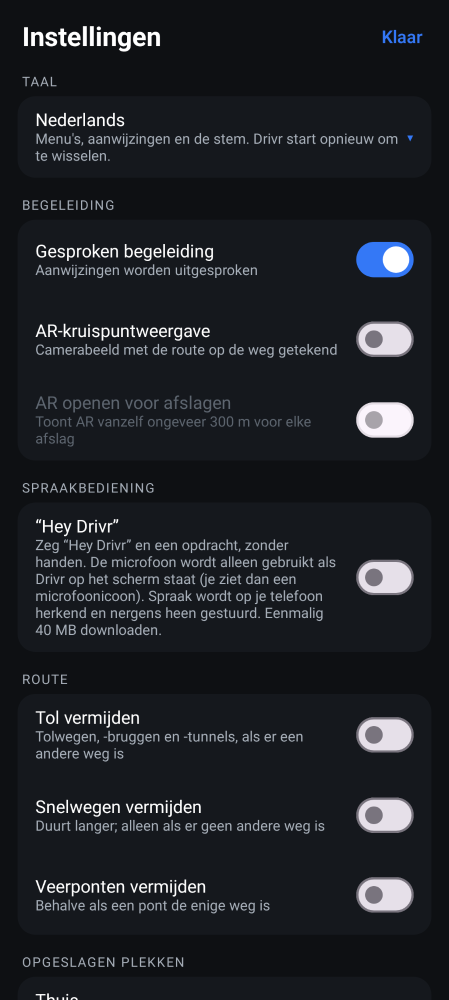 Instellingen
Klaar
TAAL
Nederlands
Menu's, aanwijzingen en de stem. Drivr start opnieuw om
te wisselen.
BEGELEIDING
Gesproken begeleiding
Aanwijzingen worden uitgesproken
AR-kruispuntweergave
Camerabeeld met de route op de weg getekend
AR openen voor afslagen
Toont AR vanzelf ongeveer 300 m voor elke
afslag
SPRAAKBEDIENING
“Hey Drivr”
Zeg “Hey Drivr” en een opdracht, zonder
handen. De microfoon wordt alleen gebruikt als
Drivr op het scherm staat (je ziet dan een
microfoonicoon). Spraak wordt op je telefoon
herkend en nergens heen gestuurd. Eenmalig
40 MB downloaden.
ROUTE
Tol vermijden
Tolwegen, -bruggen en -tunnels, als er een
andere weg is
Snelwegen vermijden
Duurt langer; alleen als er geen andere weg is
Veerponten vermijden
Behalve als een pont de enige weg is
OPGESLAGEN PLEKKEN
Thuis